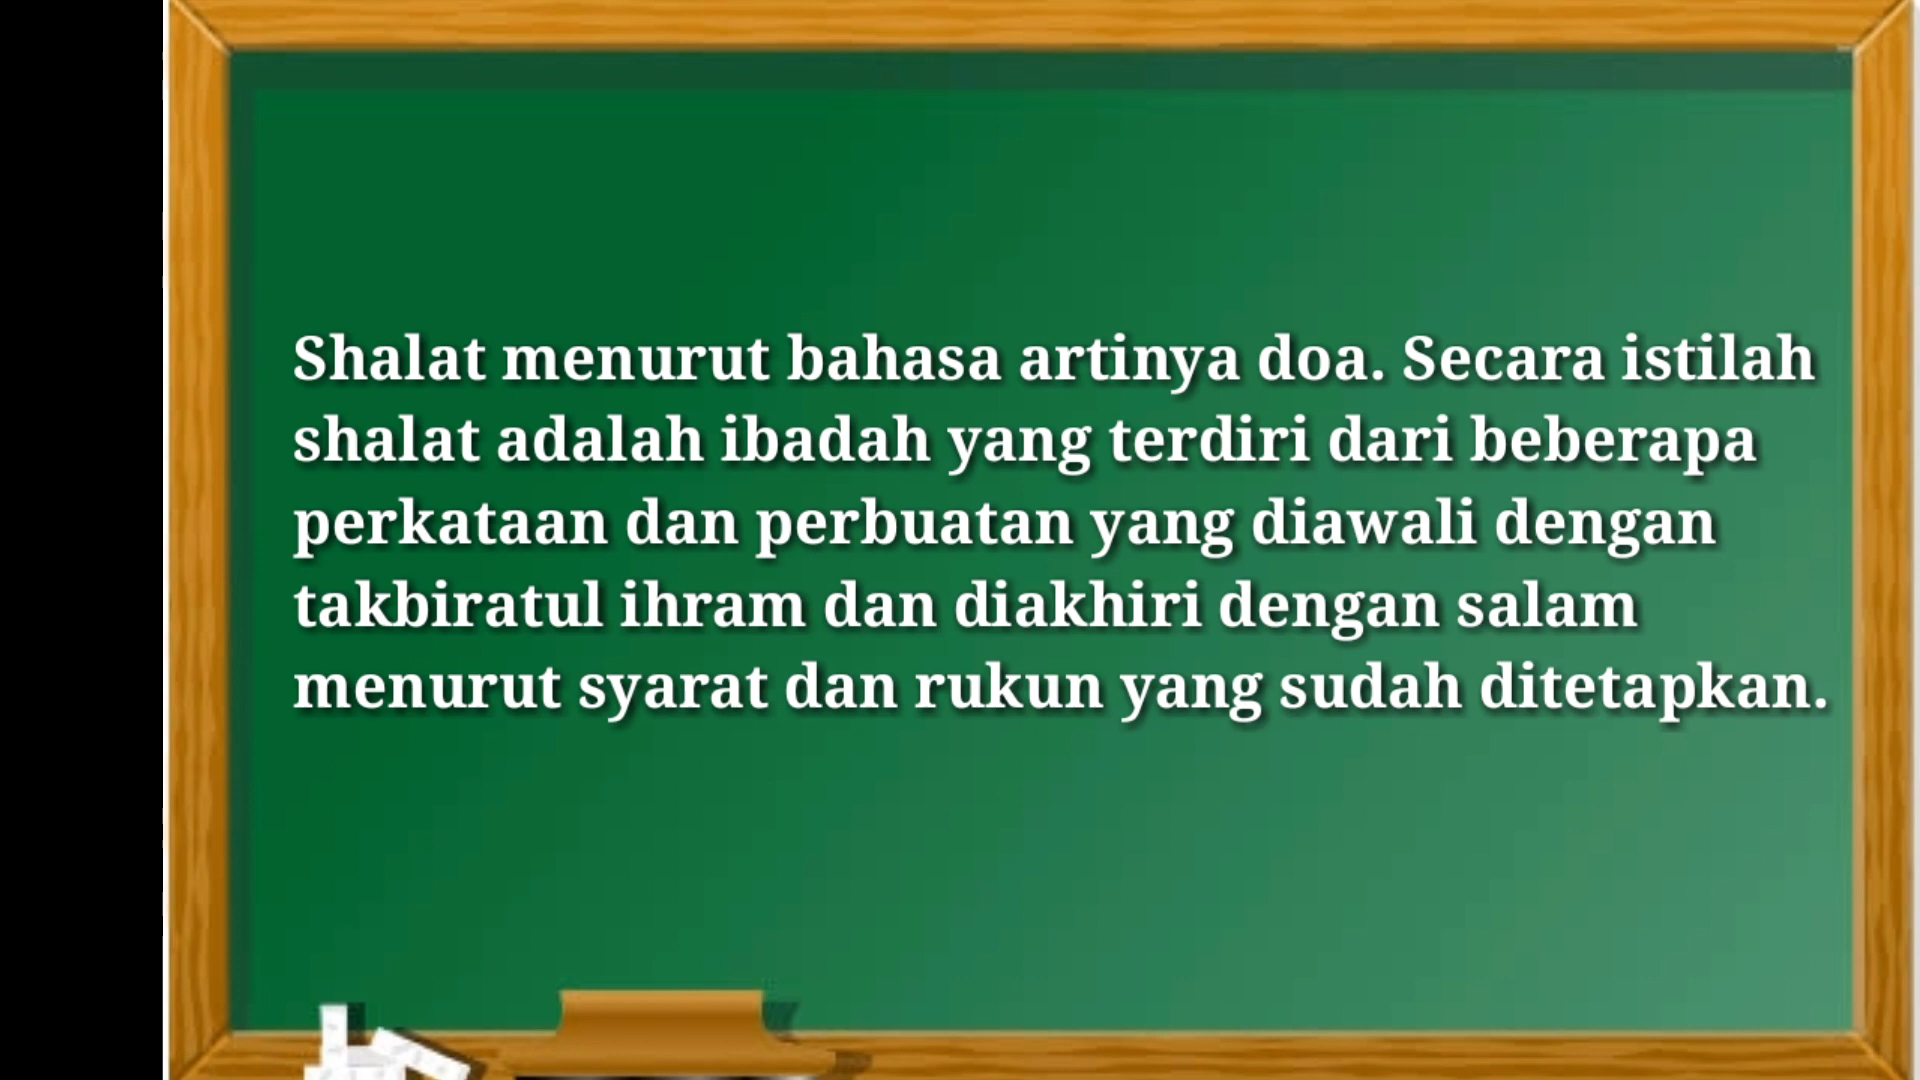 Shalat menurut bahasa artinya doa. Secara istilah
shalat adalah ibadah yang terdiri dari beberapa
perkataan dan perbuatan yang diawali dengan
takbiratul ihram dan diakhiri dengan salam
menurut syarat dan rukun yang sudah ditetapkan.